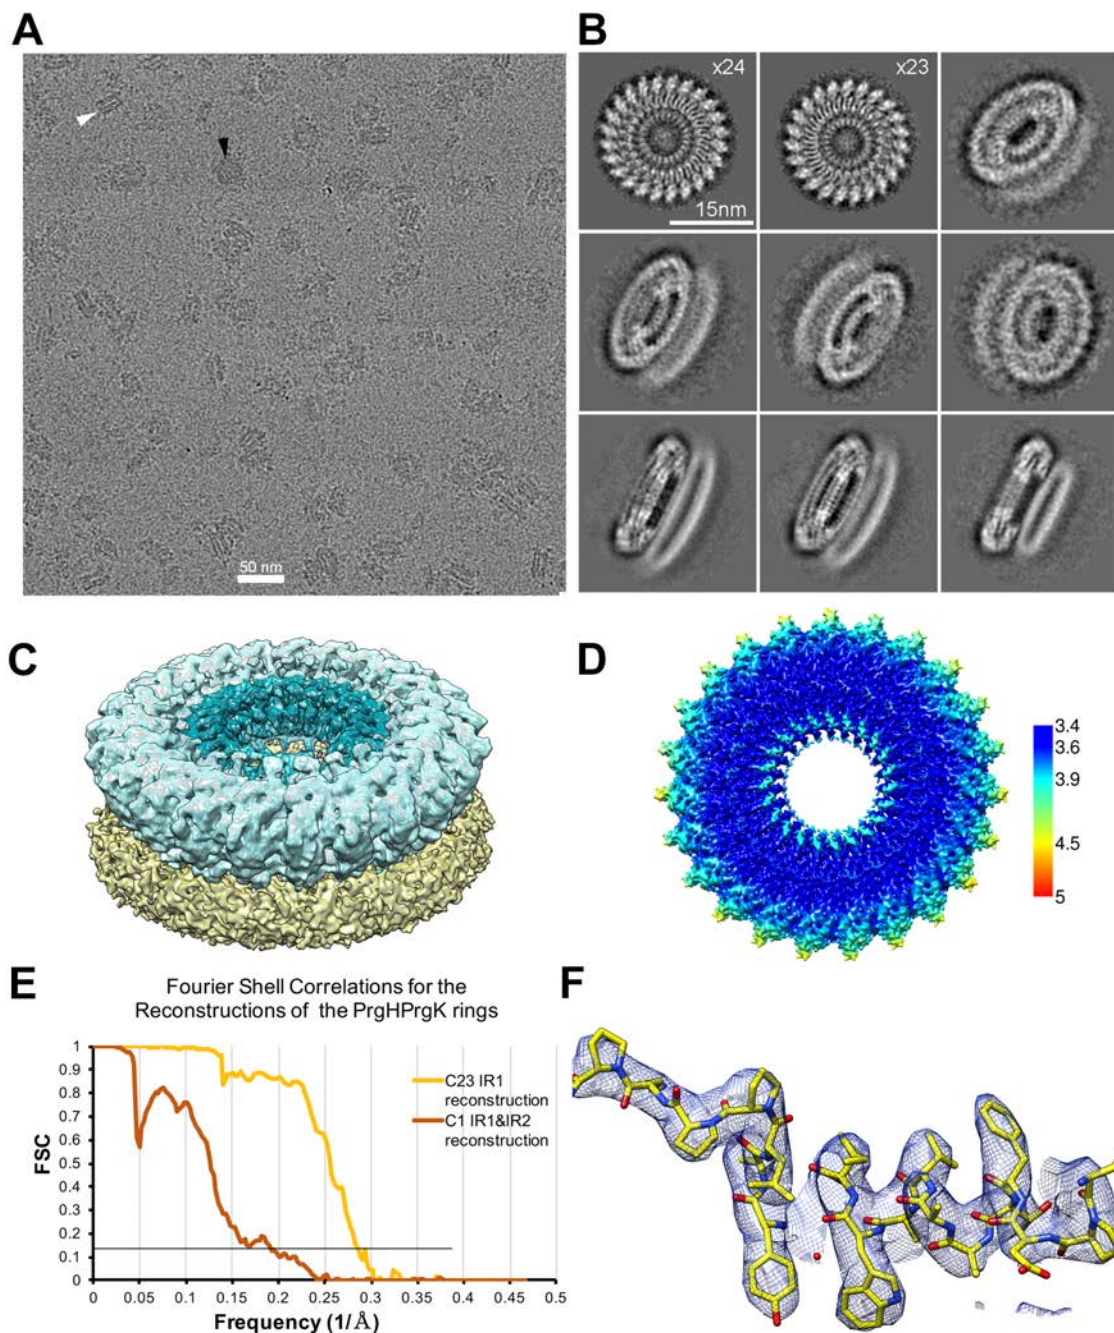 A
B
50 nm
x24
x23
15nm
C
D
3.4
3.6
3.9
4.5
5
E
Fourier Shell Correlations for the
Reconstructions of the PrgHPrgK rings
FSC
1
0.9
0.8
0.7
0.6
0.5
0.4
0.3
0.2
0.1
0
C23 IR1
reconstruction
C1 IR1&IR2
reconstruction
0 0.05 0.1 0.15 0.2 0.25 0.3 0.35 0.4 0.45 0.5
Frequency (1/Å)
F